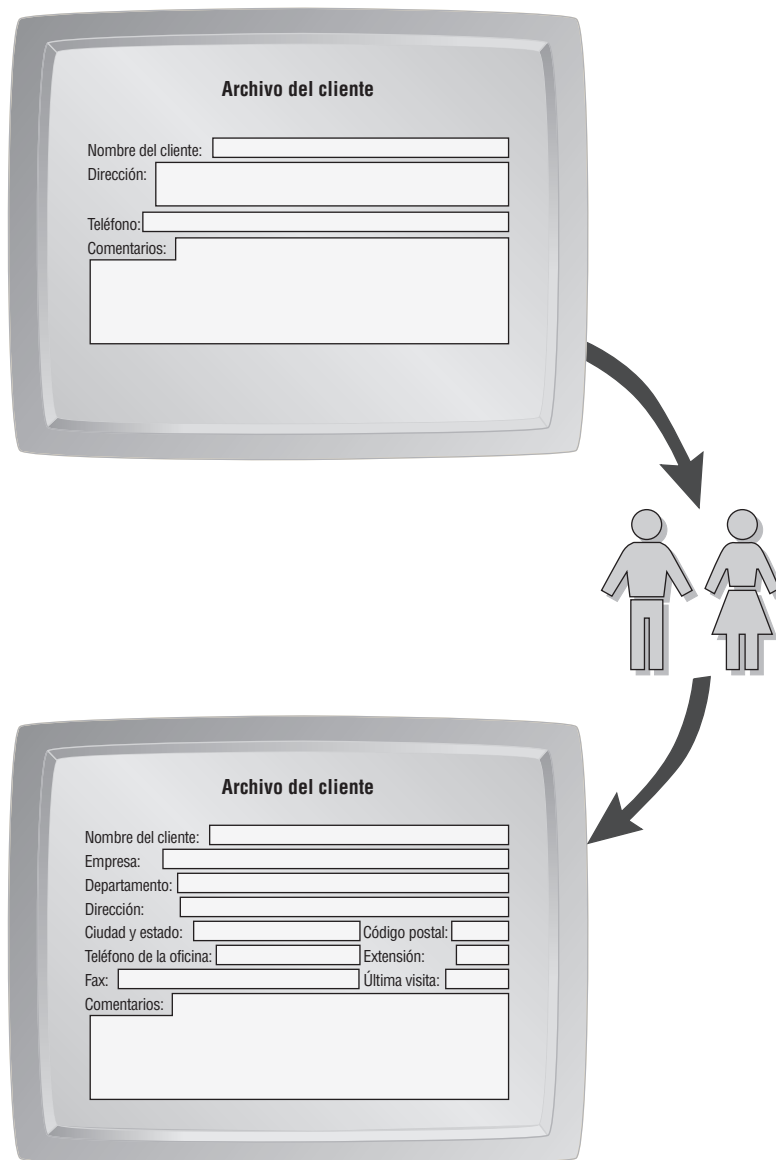 Archivo del cliente
Nombre del cliente:
Dirección:
Teléfono:
Comentarios:
Archivo del cliente
Nombre del cliente:
Empresa:
Departamento:
Dirección:
Ciudad y estado: Código postal:
Teléfono de la oficina: Extensión:
Fax: Última visita:
Comentarios: